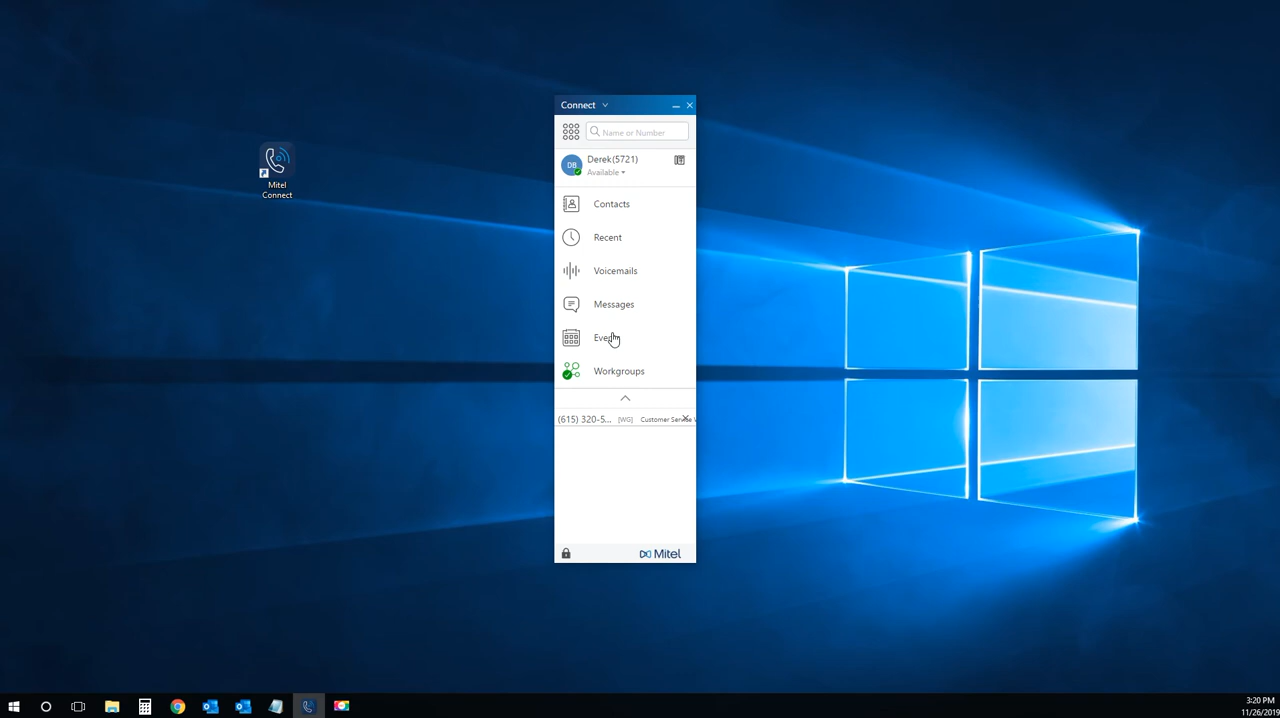 Connect
Name or Number
DB
Derek (5721)
Available
Contacts
Recent
Voicemails
Messages
Workgroups
(615) 320-5... [WG] Customer Service
Mitel
Mitel
Connect
3:20 PM
11/26/2019